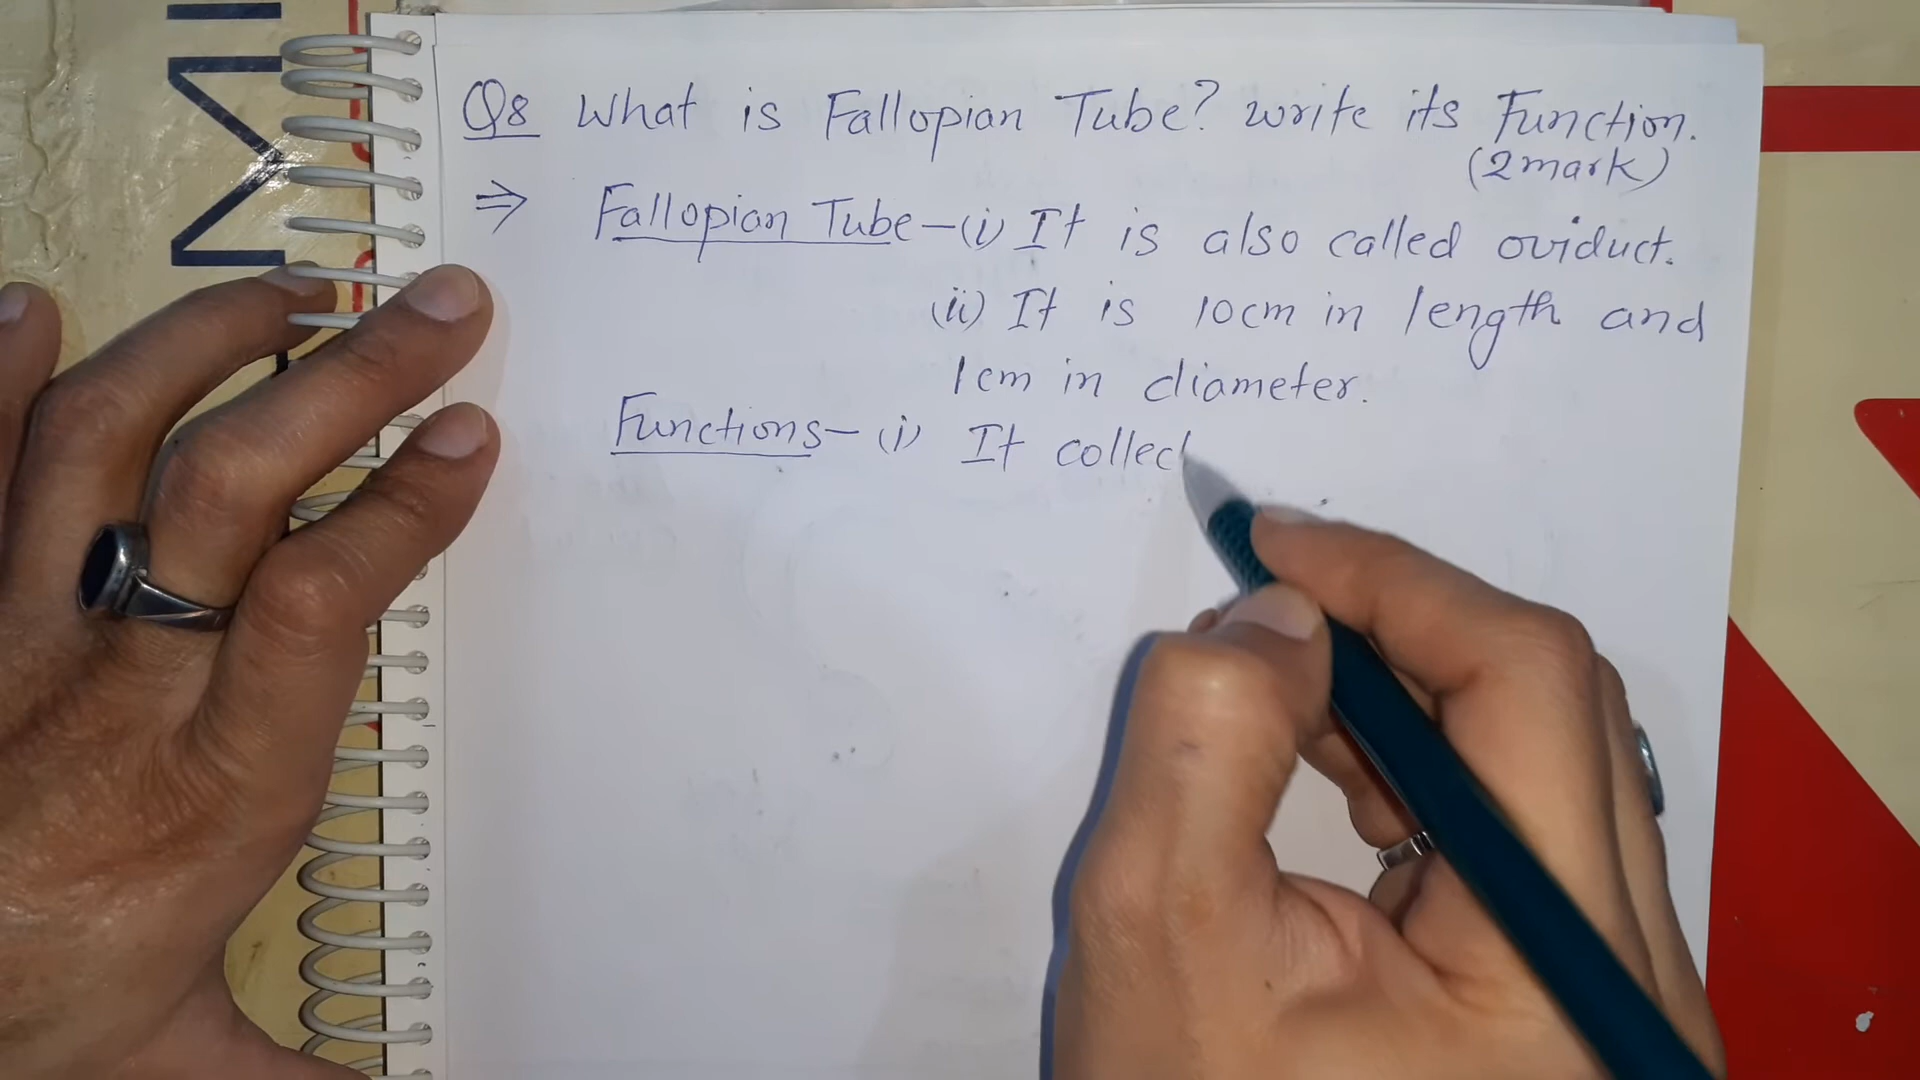 Q8 What is Fallopian Tube? write its Function.
(2mark)
⇒ Fallopian Tube-(i) It is also called oviduct.
(ii) It is 10cm in length and
1cm in diameter.
Functions-(i) It collect